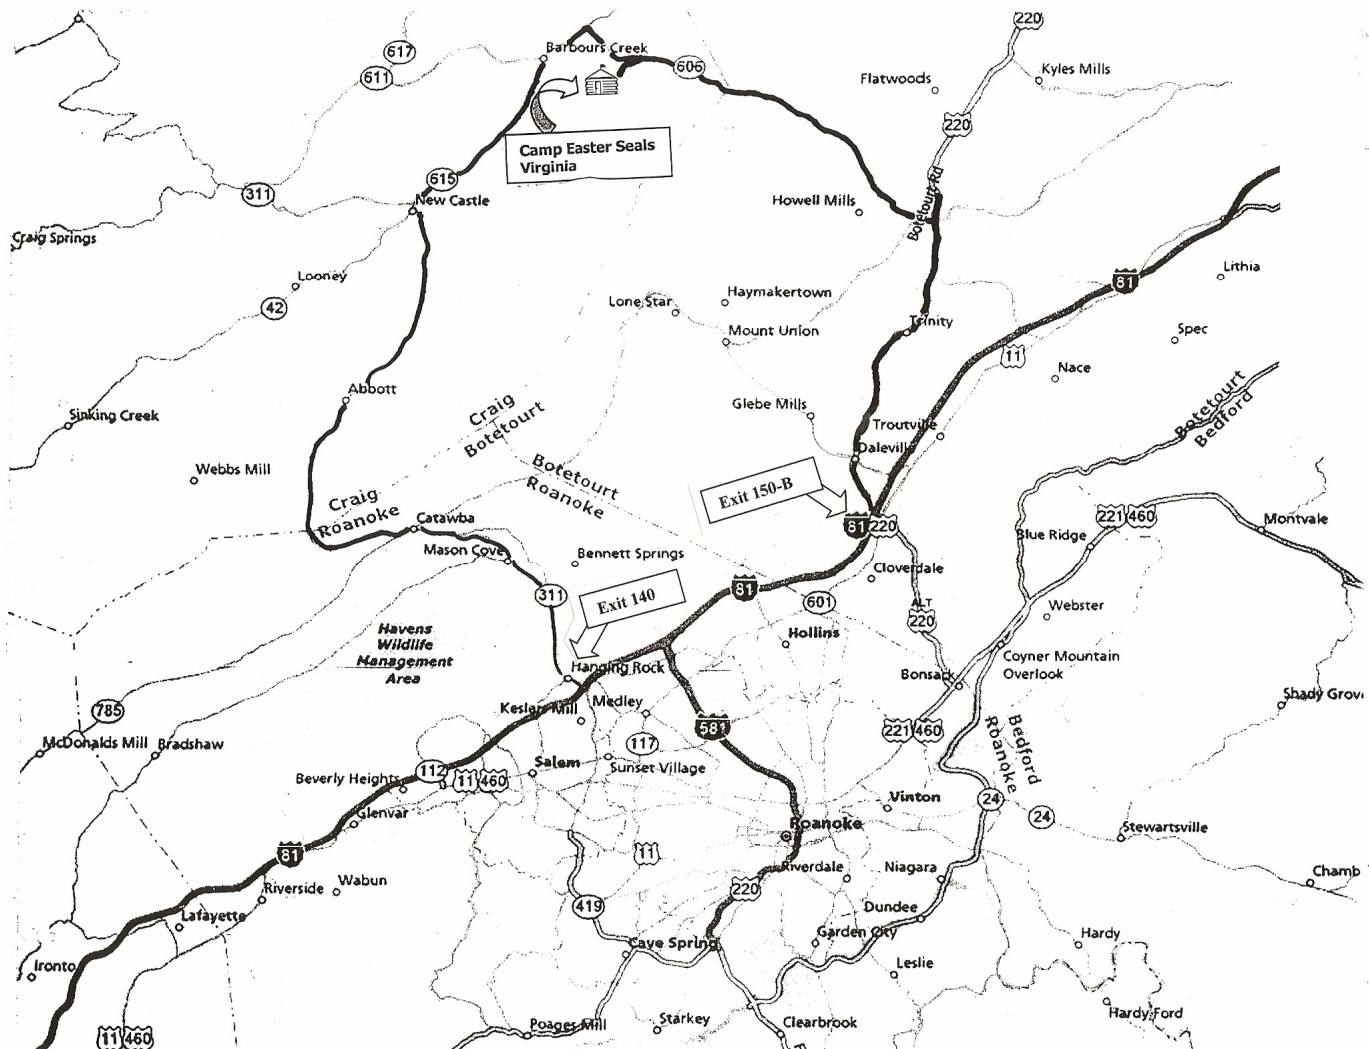 220
617
Barbours Creek
611
606
Kyles Mills
Flatwoods
220
Camp Easter Seals
Virginia
615
311
New Castle
Howell Mills
Botetourt Rd
Craig Springs
Looney
Lithia
81
Haymakertown
Lone Star
42
Trinity
Mount Union
Spec
11
Nace
Abbott
Craig
Botetourt
Botetourt
Bedford
Glebe Mills
Sinking Creek
Troutville
Daleville
Webbs Mill
Botetourt
Roanoke
Exit 150-B
Craig
Roanoke
Catawba
81
220
221
460
Montvale
Blue Ridge
Mason Cove
Bennett Springs
Cloverdale
81
311
Exit 140
601
ALT
220
Webster
Havens
Wildlife
Management
Area
Hollins
Coyner Mountain
Overlook
Hanging Rock
Bonsack
Shady Grov
Keslers Mill
Medley
785
581
221
460
Bedford
Roanoke
McDonalds Mill
Bradshaw
117
Salem
Sunset Village
Beverly Heights
112
11
460
Vinton
24
24
Glenvar
Roanoke
Stewartsville
81
11
Riverdale
Niagara
Chamb
Riverside
Wabun
220
419
Dundee
Lafayette
Garden City
Hardy
Cave Spring
Ironto
Leslie
Hardy Ford
Poages Mill
Starkey
Clearbrook
11
460